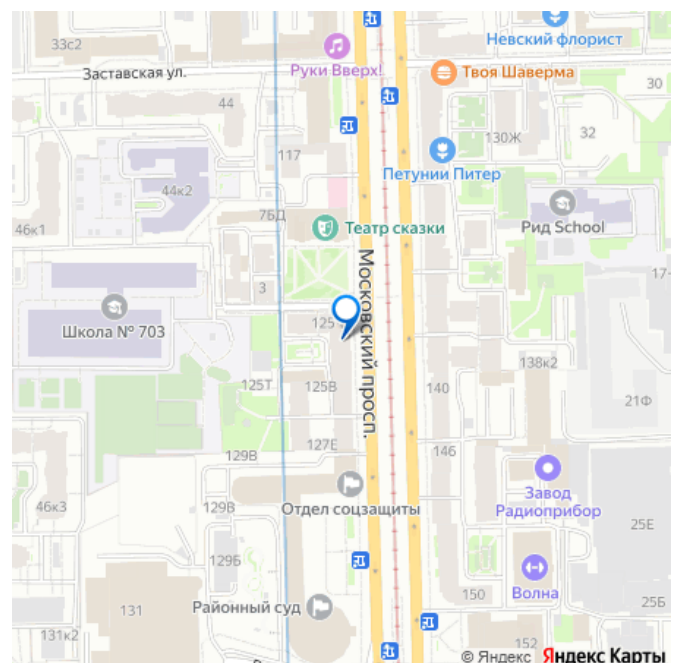 33с2
Невский флорист
Заставская ул.
Руки Вверх!
Твоя Шаверма
44
30
130Ж
32
117
Петунии Питер
44к2
46к1
7БД
Театр сказки
Рид School
17-
3
Московский просп.
Школа № 703
125
138к2
125Т
125В
140
21Ф
127Е
129В
146
46к3
Отдел соцзащиты
Завод
Радиоприбор
129В
25Е
129Б
Волна
131
Районный суд
150
25Б
131к2
152
© Яндекс Яндекс Карты